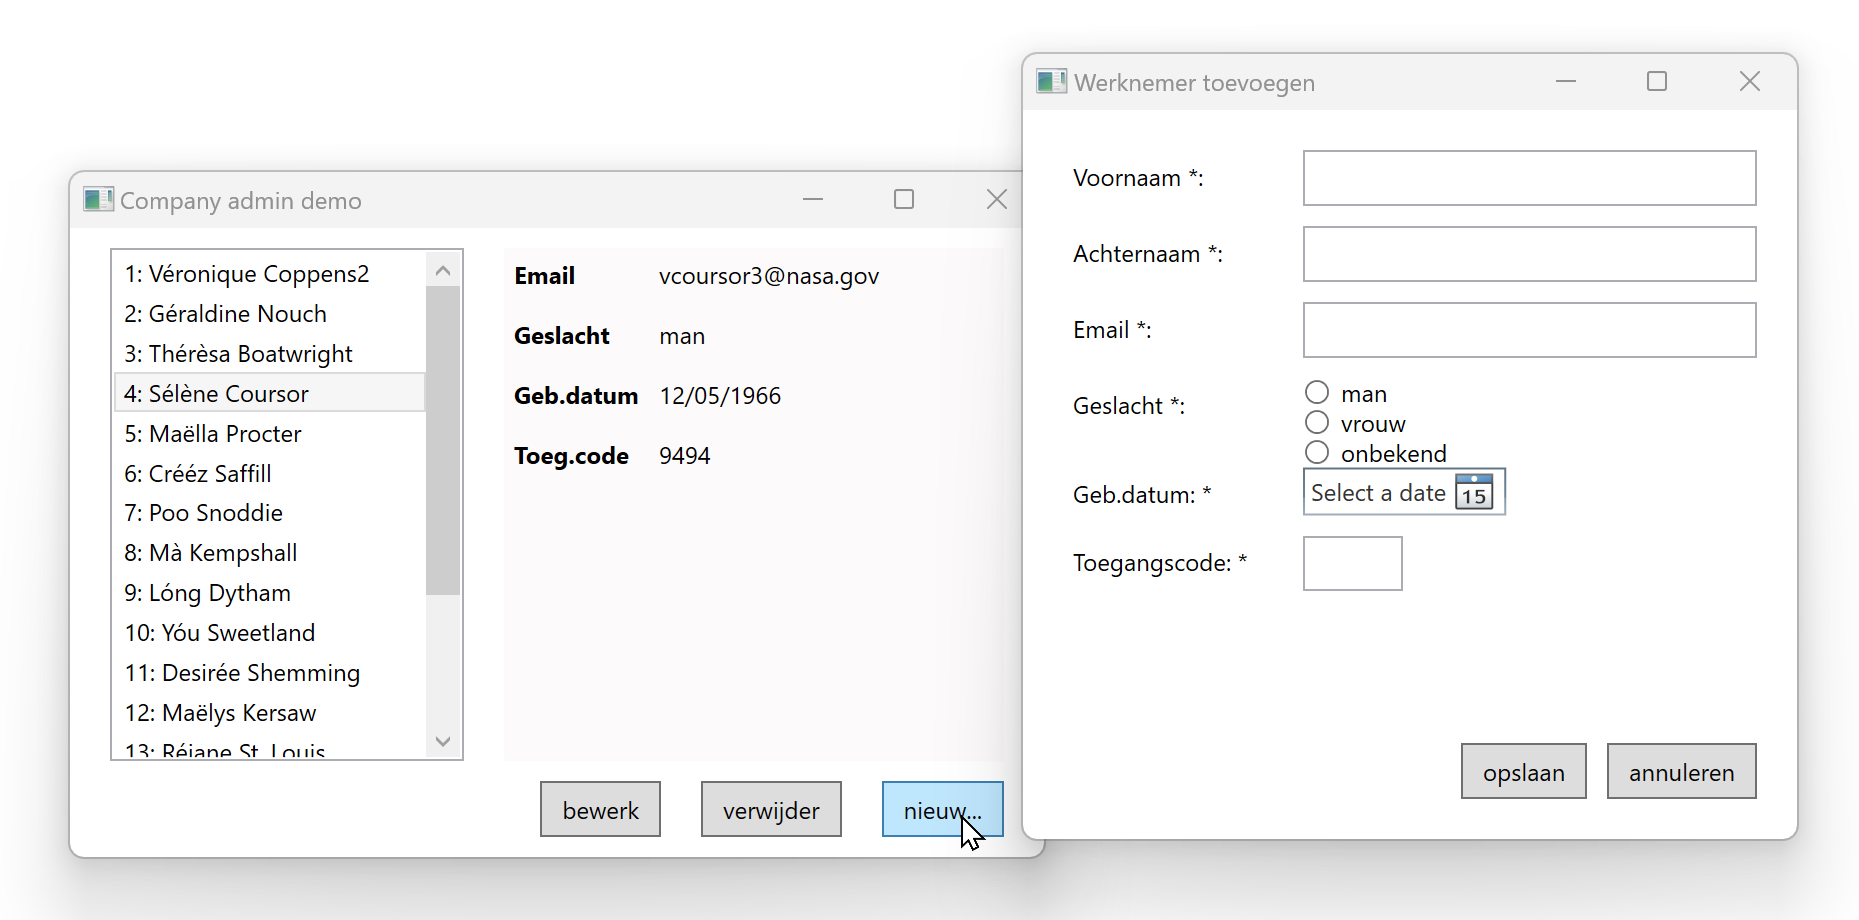 Company admin demo
1: Véronique Coppens2
2: Géraldine Nouch
3: Thérèsa Boatwright
4: Sélène Coursor
5: Maëlla Procter
6: Crééz Saffill
7: Poo Snoddie
8: Mà Kempshall
9: Lóng Dytham
10: Yóu Sweetland
11: Desirée Shemming
12: Maëlys Kersaw
13: Réjane St. Louis
Email vcoursor3@nasa.gov
Geslacht man
Geb.datum 12/05/1966
Toeg.code 9494
bewerk verwijder nieuw...
Werknemer toevoegen
Voornaam *:
Achternaam *:
Email *:
Geslacht *:
man
vrouw
onbekend
Geb.datum: * Select a date 15
Toegangscode: *
opslaan annuleren